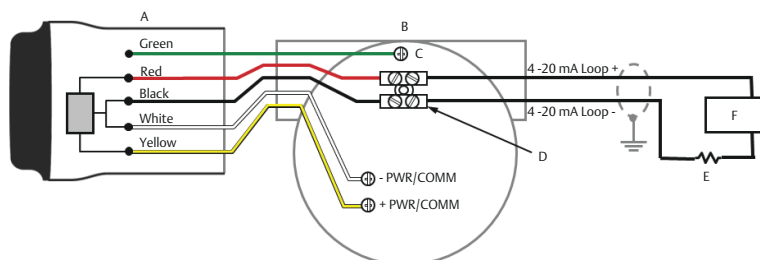 A
B
Green
C
Red
4 -20 mA Loop +
Black
F
White
4 -20 mA Loop -
Yellow
D
E
- PWR/COMM
+ PWR/COMM